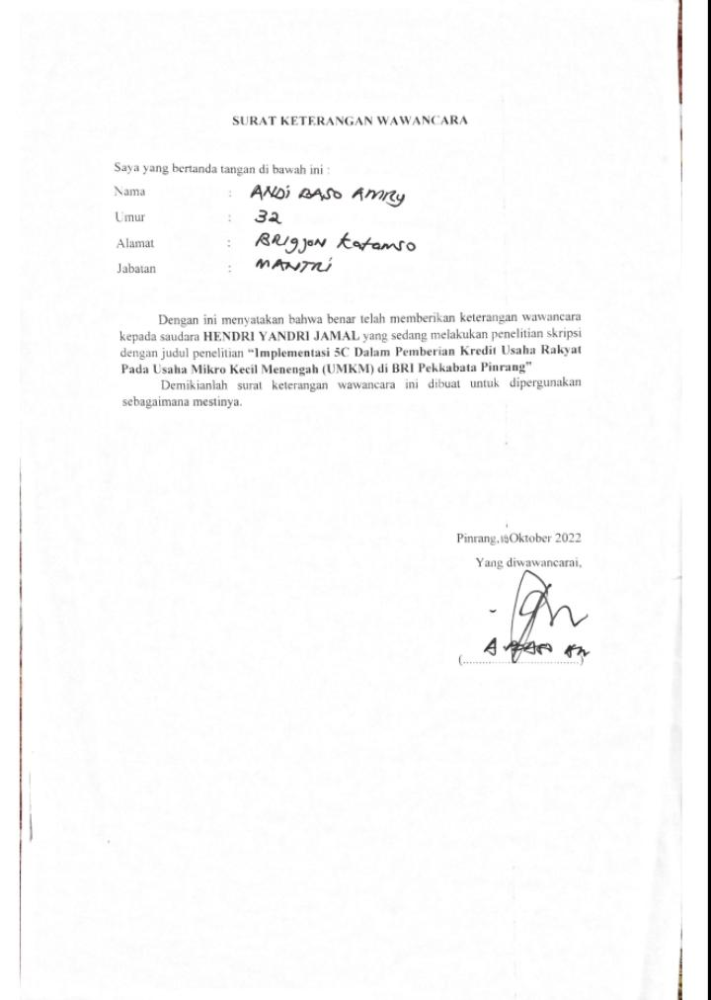 SURAT KETERANGAN WAWANCARA
Saya yang bertanda tangan di bawah ini :
Nama : ANDi BASO AMRy
Umur : 32
Alamat : BRIgjen Katamso
Jabatan : MANTRi
Dengan ini menyatakan bahwa benar telah memberikan keterangan wawancara
kepada saudara HENDRI YANDRI JAMAL yang sedang melakukan penelitian skripsi
dengan judul penelitian “Implementasi 5C Dalam Pemberian Kredit Usaha Rakyat
Pada Usaha Mikro Kecil Menengah (UMKM) di BRI Pekkabata Pinrang”
Demikianlah surat keterangan wawancara ini dibuat untuk dipergunakan
sebagaimana mestinya.
Pinrang, Oktober 2022
Yang diwawancarai,
(....................................)